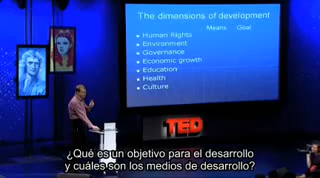 The dimensions of development
Means Goal
• Human Rights
• Environment
• Governance
• Economic growth
• Education
• Health
• Culture
TED
¿Qué es un objetivo para el desarrollo
y cuáles son los medios de desarrollo?